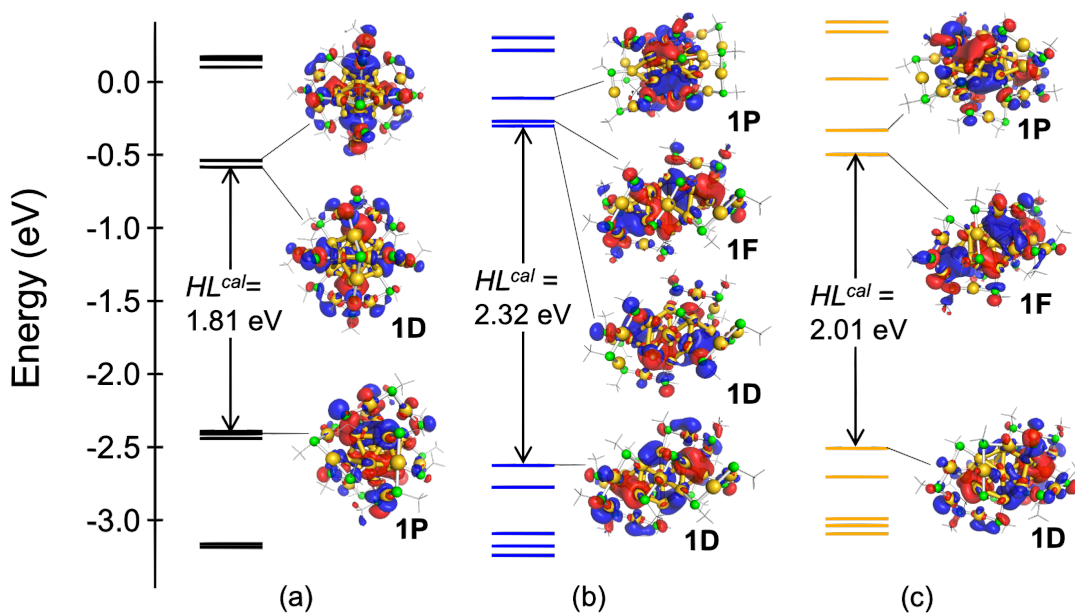 Energy (eV)
0.0
-0.5
-1.0
-1.5
-2.0
-2.5
-3.0
HL^cal=
1.81 eV
1D
1P
(a)
HL^cal =
2.32 eV
1P
1F
1D
1D
(b)
HL^cal =
2.01 eV
1P
1F
1D
(c)